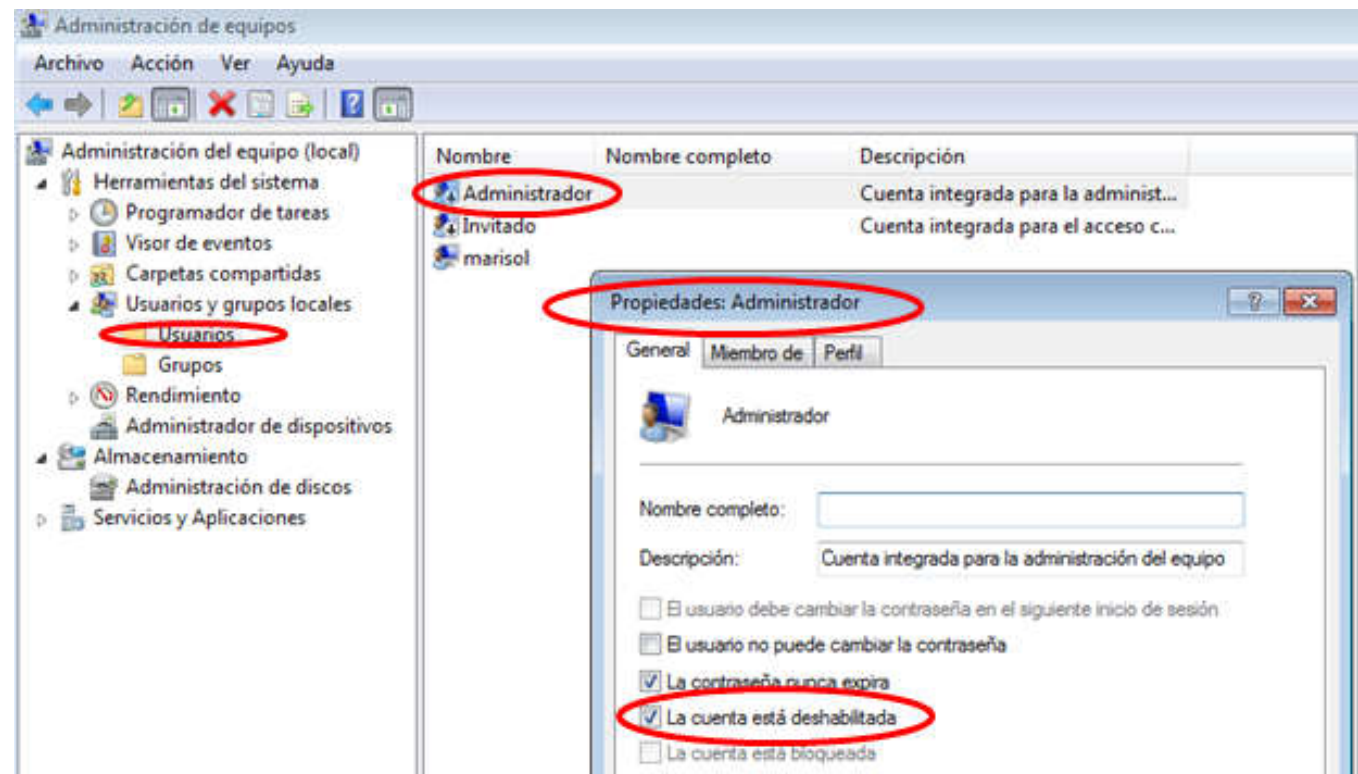 Administración de equipos
Archivo Acción Ver Ayuda
Administración del equipo (local)
Herramientas del sistema
Programador de tareas
Visor de eventos
Carpetas compartidas
Usuarios y grupos locales
Usuarios
Grupos
Rendimiento
Administrador de dispositivos
Almacenamiento
Administración de discos
Servicios y Aplicaciones
Nombre Nombre completo Descripción
Administrador Cuenta integrada para la administ...
Invitado Cuenta integrada para el acceso c...
marisol
Propiedades: Administrador
General Miembro de Perfil
Administrador
Nombre completo:
Descripción: Cuenta integrada para la administración del equipo
El usuario debe cambiar la contraseña en el siguiente inicio de sesión
El usuario no puede cambiar la contraseña
La contraseña nunca expira
La cuenta está deshabilitada
La cuenta está bloqueada